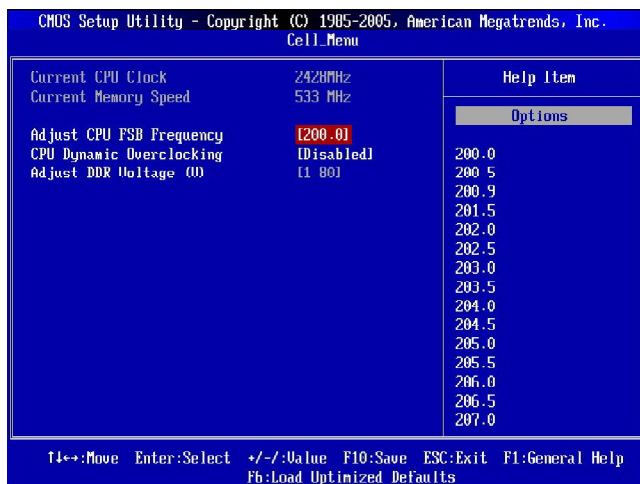 CMOS Setup Utility - Copyright (C) 1985-2005, American Megatrends, Inc.
Cell_Menu
Current CPU Clock 2428MHz
Current Memory Speed 533 MHz
Adjust CPU FSB Frequency [200.0]
CPU Dynamic Overclocking [Disabled]
Adjust DDR Voltage (V) [1 80]
Help Item
Options
200.0
200 5
200.9
201.5
202.0
202.5
203.0
203.5
204.0
204.5
205.0
205.5
206.0
206.5
207.0
↑↓←→:Move Enter:Select +/-/:Value F10:Save ESC:Exit F1:General Help
F6:Load Optimized Defaults